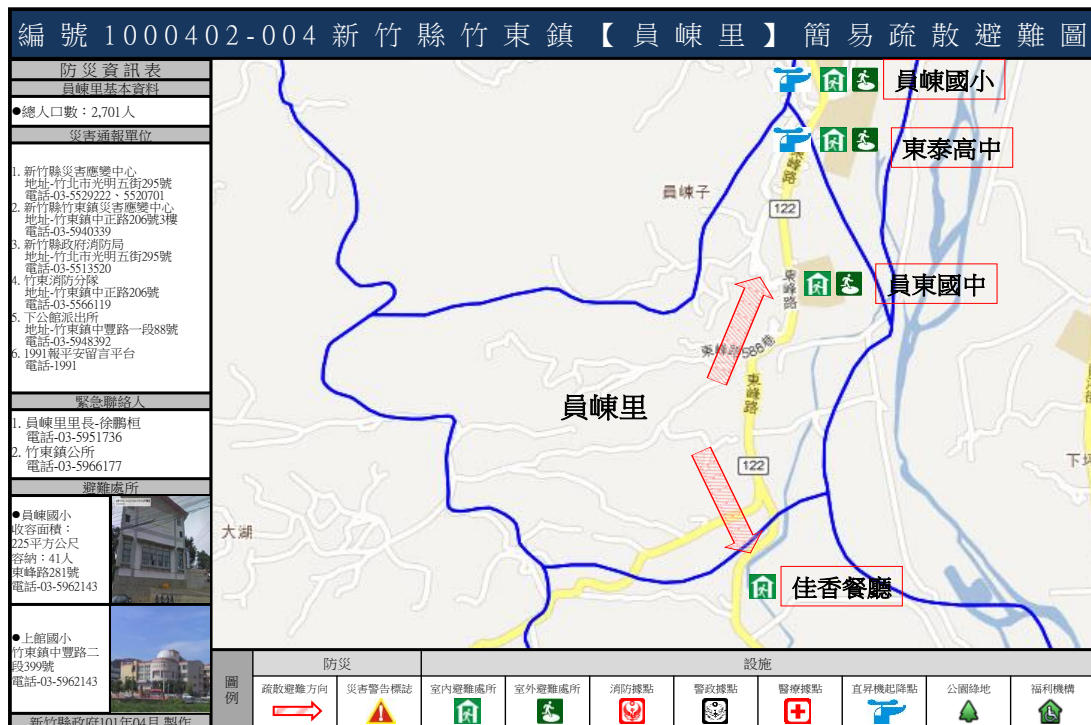 編號1000402-004新竹縣竹東鎮【員崠里】簡易疏散避難圖
防災資訊表
員崠里基本資料
●總人口數：2,701人
災害通報單位
1. 新竹縣災害應變中心
地址-竹北市光明五街295號
電話-03-5529222、5520701
2. 新竹縣竹東鎮災害應變中心
地址-竹東鎮中正路206號3樓
電話-03-5940339
3. 新竹縣政府消防局
地址-竹北市光明五街295號
電話-03-5513520
4. 竹東消防分隊
地址-竹東鎮中正路206號
電話-03-5566119
5. 下公館派出所
地址-竹東鎮中豐路一段88號
電話-03-5948392
6. 1991報平安留言平台
電話-1991
緊急聯絡人
1. 員崠里里長-徐鵬桓
電話-03-5951736
2. 竹東鎮公所
電話-03-5966177
避難處所
●員崠國小
收容面積：
225平方公尺
容納：41人
東峰路281號
電話-03-5962143
●上館國小
竹東鎮中豐路二
段399號
電話-03-5962143
新竹縣政府101年04月 製作
員崠國小
東泰高中
東峰路
員崠子
122
員東國中
東峰路
東峰路588巷
東峰路
員崠里
122
下坪
大湖
佳香餐廳
圖例
防災
設施
疏散避難方向
災害警告標誌
室內避難處所
室外避難處所
消防據點
警政據點
醫療據點
直昇機起降點
公園綠地
福利機構